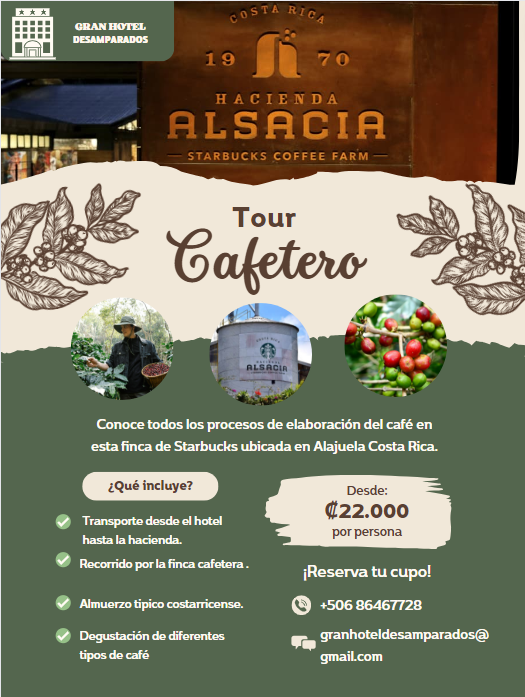 GRAN HOTEL
DESAMPARADOS
COSTA RICA
19 70
HACIENDA
ALSACIA
STARBUCKS COFFEE FARM
Tour
Cafetero
COSTA RICA
HACIENDA
ALSACIA
Conoce todos los procesos de elaboración del café en
esta finca de Starbucks ubicada en Alajuela Costa Rica.
¿Qué incluye?
Transporte desde el hotel
hasta la hacienda.
Recorrido por la finca cafetera .
Almuerzo tipico costarricense.
Degustación de diferentes
tipos de café
Desde:
₡22.000
por persona
¡Reserva tu cupo!
+506 86467728
granhoteldesamparados@
gmail.com